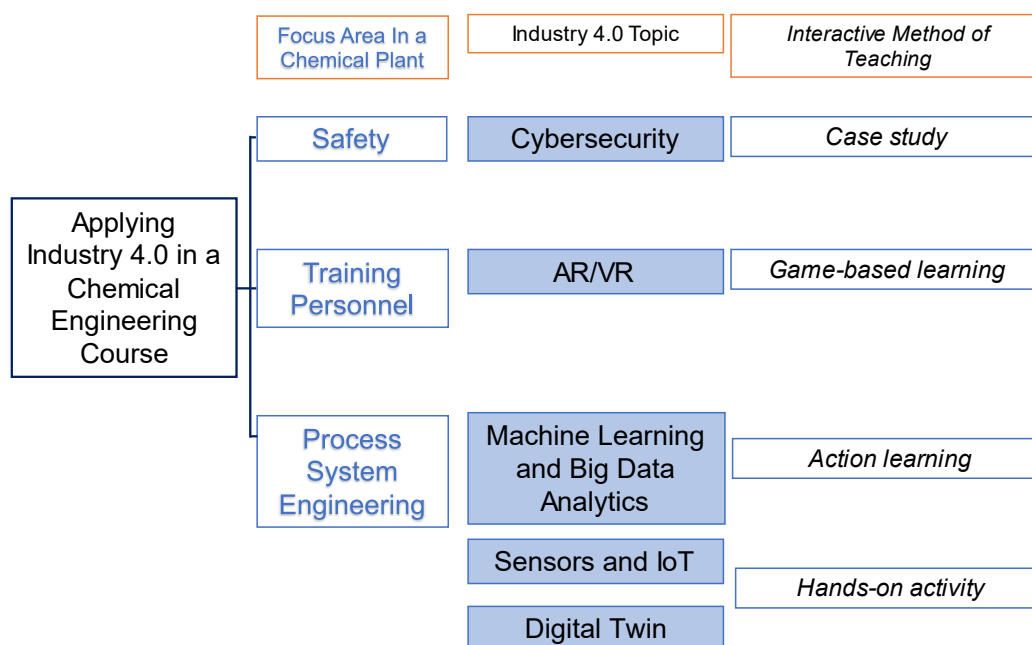 Focus Area In a
Chemical Plant
Industry 4.0 Topic
Interactive Method of
Teaching
Safety
Cybersecurity
Case study
Applying
Industry 4.0 in a
Chemical
Engineering
Course
Training
Personnel
AR/VR
Game-based learning
Process
System
Engineering
Machine Learning
and Big Data
Analytics
Action learning
Sensors and IoT
Hands-on activity
Digital Twin